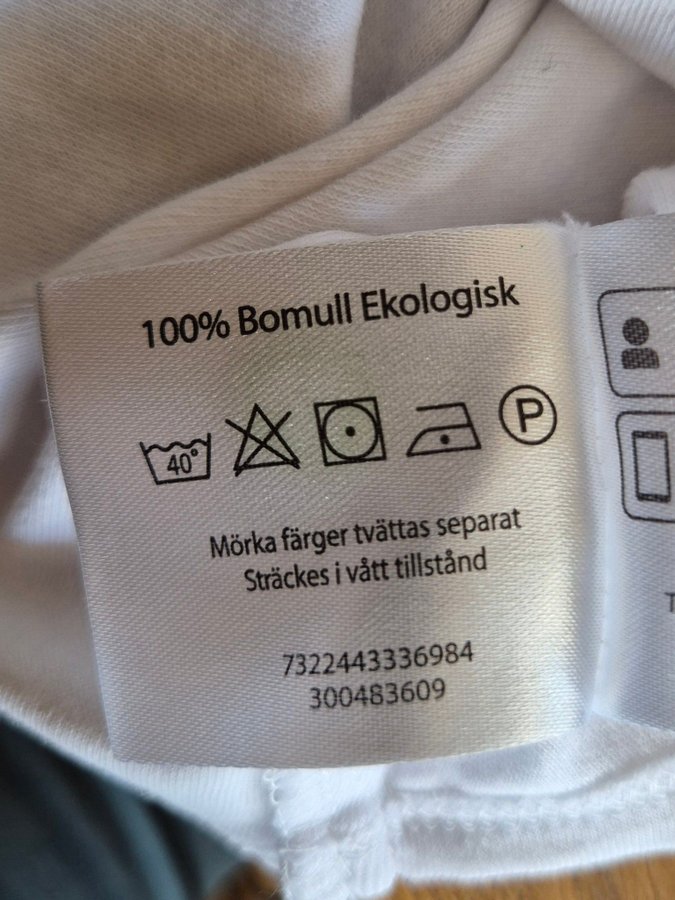 100% Bomull Ekologisk
40°
P
Mörka färger tvättas separat
Sträckes i vått tillstånd
7322443336984
300483609
T